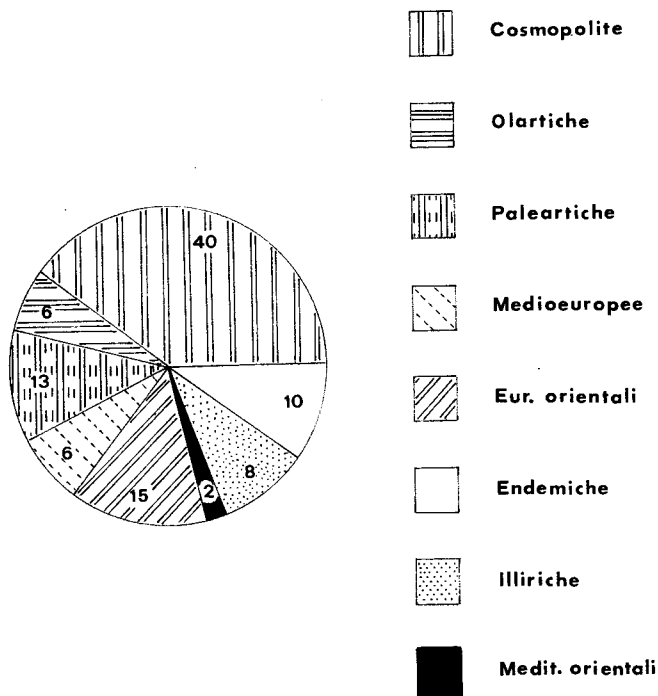 Cosmopolite
Olartiche
Paleartiche
Medioeuropee
Eur. orientali
Endemiche
Illiriche
Medit. orientali
40
6
13
6
15
2
8
10